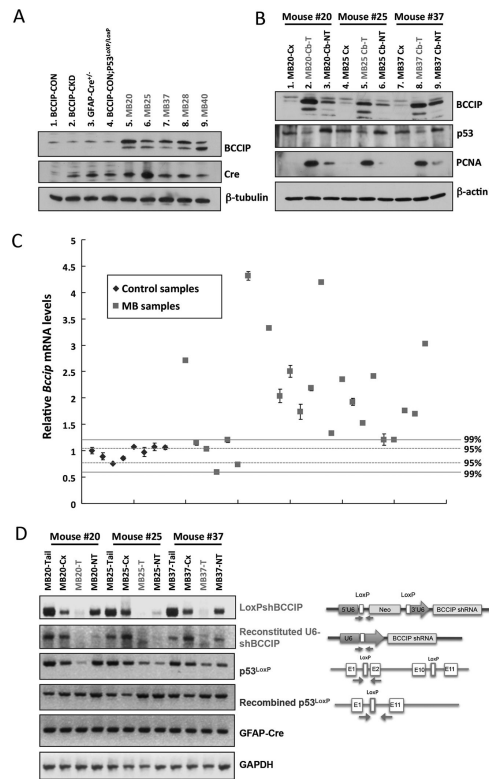 A
1. BCCIP-CON
2. BCCIP-CKD
3. GFAP-Cre+/-
4. BCCIP-CON;P53LoxP/LoxP
5. MB20
6. MB25
7. MB37
8. MB28
9. MB40
BCCIP
Cre
β-tubulin
B
Mouse #20 Mouse #25 Mouse #37
1. MB20-Cx
2. MB20-Cb-T
3. MB20-Cb-NT
4. MB25 Cx
5. MB25 Cb-T
6. MB25 Cb-NT
7. MB37 Cx
8. MB37 Cb-T
9. MB37 Cb-NT
BCCIP
p53
PCNA
β-actin
C
Relative Bccip mRNA levels
5
4.5
4
3.5
3
2.5
2
1.5
1
0.5
0
Control samples
MB samples
99%
95%
95%
99%
D
Mouse #20 Mouse #25 Mouse #37
MB20-Tail
MB20-Cx
MB20-T
MB20-NT
MB25-Tail
MB25-Cx
MB25-T
MB25-NT
MB37-Tail
MB37-Cx
MB37-T
MB37-NT
LoxPshBCCIP
Reconstituted U6-
shBCCIP
p53LoxP
Recombined p53LoxP
GFAP-Cre
GAPDH
LoxP LoxP
5'U6 Neo 3'U6 BCCIP shRNA
LoxP
U6 BCCIP shRNA
LoxP LoxP
E1 E2 E10 E11
LoxP
E1 E11